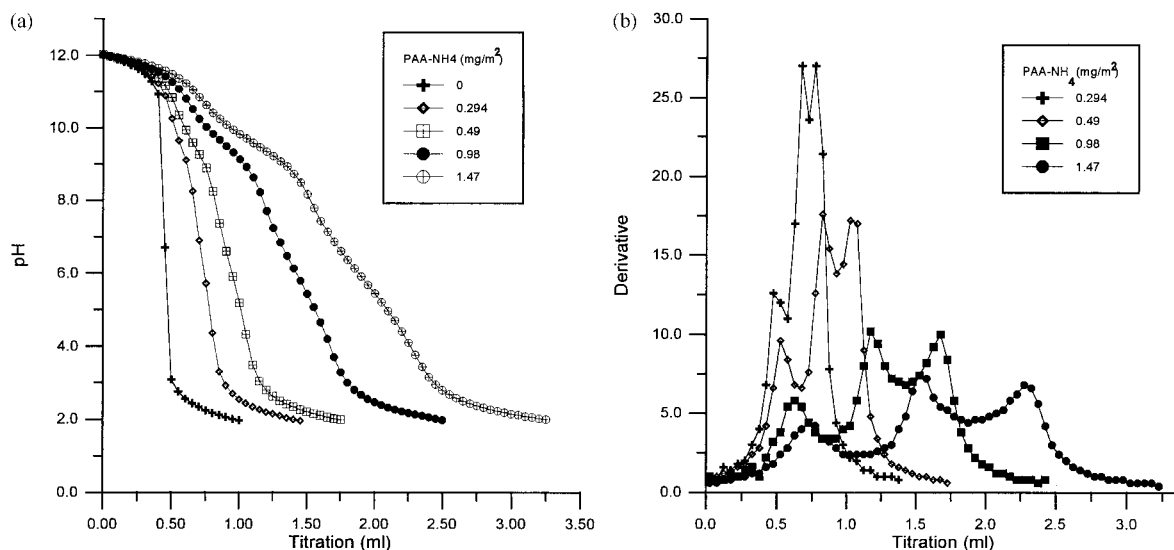 (a)
14.0
12.0
10.0
8.0
6.0
4.0
2.0
0.0
pH
0.00 0.50 1.00 1.50 2.00 2.50 3.00 3.50
Titration (ml)
PAA-NH4 (mg/m²)
0
0.294
0.49
0.98
1.47
(b)
30.0
25.0
20.0
15.0
10.0
5.0
0.0
Derivative
0.0 0.5 1.0 1.5 2.0 2.5 3.0
Titration (ml)
PAA-NH₄ (mg/m²)
0.294
0.49
0.98
1.47